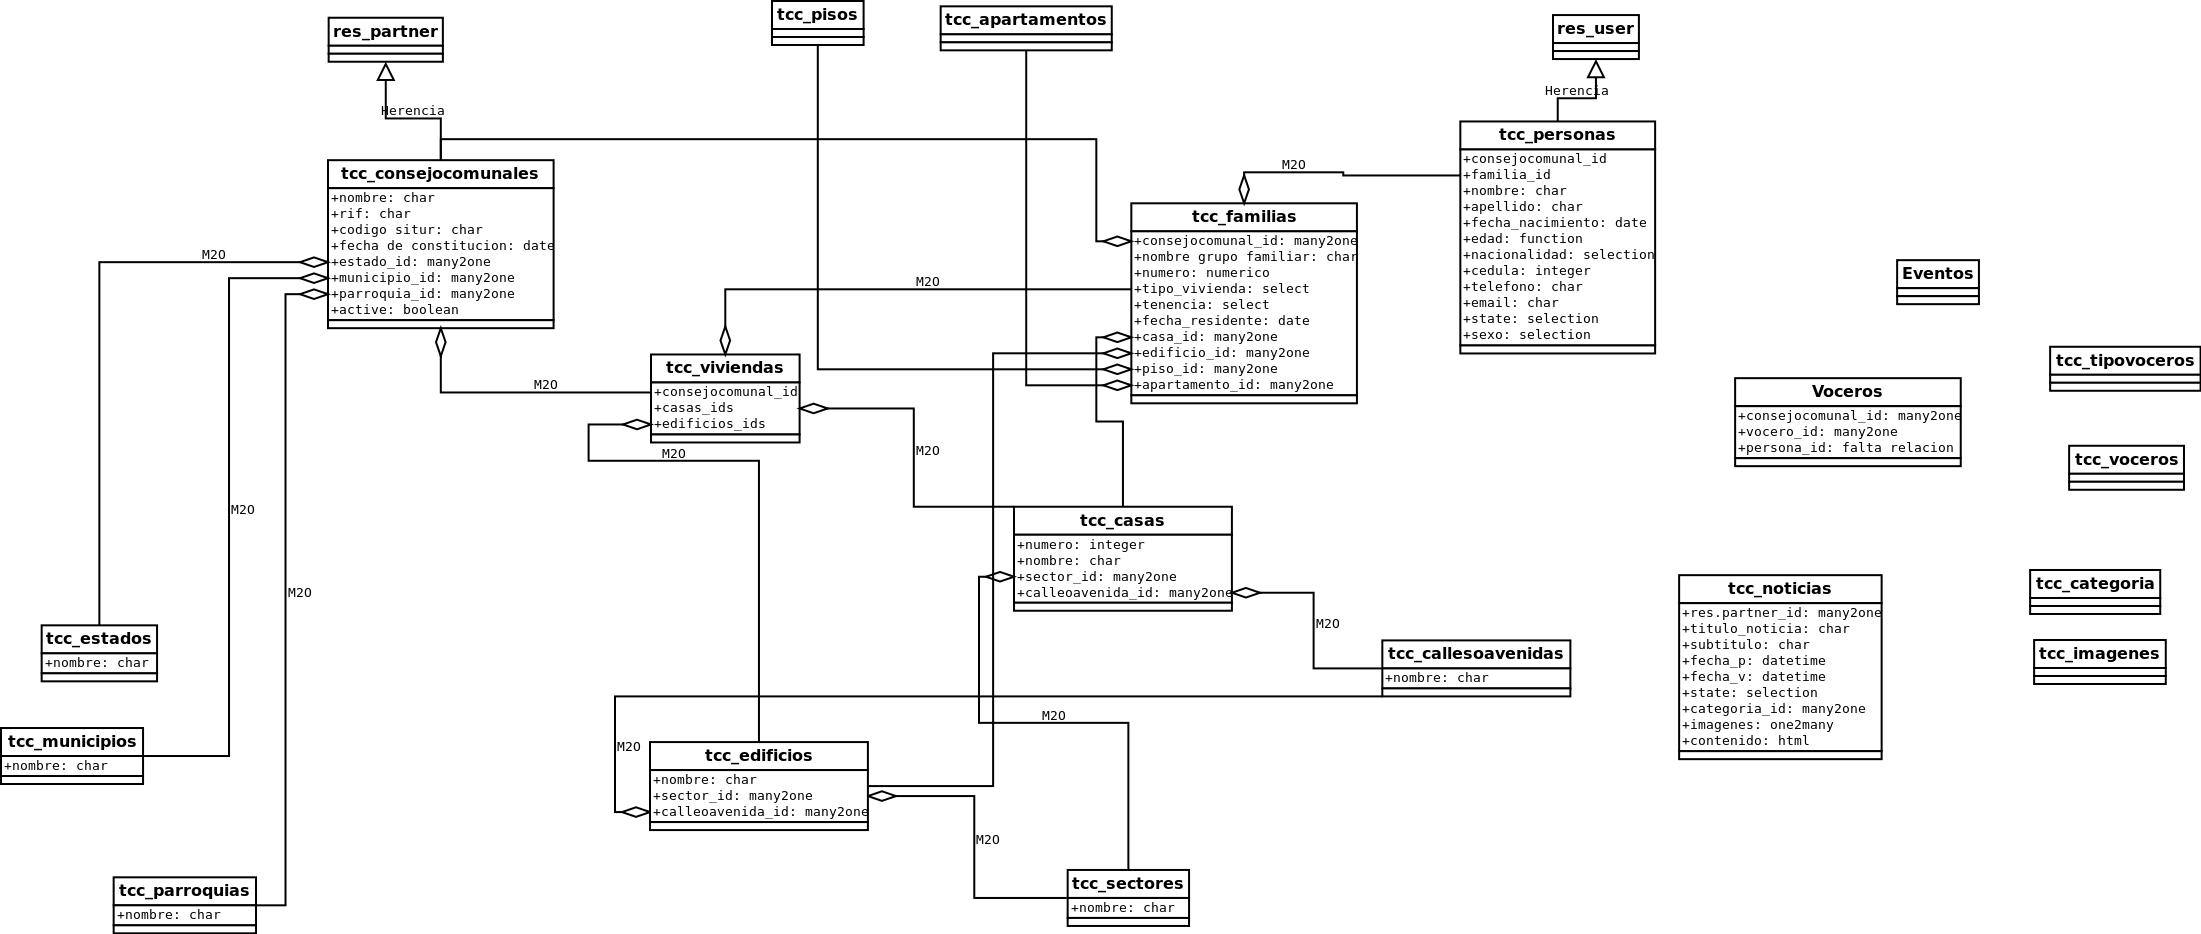 res_partner
tcc_pisos
tcc_apartamentos
res_user
Herencia
Herencia
tcc_consejocomunales
+nombre: char
+rif: char
+codigo situr: char
+fecha de constitucion: date
+estado_id: many2one
+municipio_id: many2one
+parroquia_id: many2one
+active: boolean
tcc_personas
+consejocomunal_id
+familia_id
+nombre: char
+apellido: char
+fecha_nacimiento: date
+edad: function
+nacionalidad: selection
+cedula: integer
+telefono: char
+email: char
+state: selection
+sexo: selection
M2O
tcc_familias
+consejocomunal_id: many2one
+nombre grupo familiar: char
+numero: numerico
+tipo_vivienda: select
+tenencia: select
+fecha_residente: date
+casa_id: many2one
+edificio_id: many2one
+piso_id: many2one
+apartamento_id: many2one
M2O
M2O
Eventos
tcc_viviendas
+consejocomunal_id
+casas_ids
+edificios_ids
M2O
M2O
M2O
tcc_tipovoceros
Voceros
+consejocomunal_id: many2one
+vocero_id: many2one
+persona_id: falta relacion
tcc_voceros
M2O
M2O
tcc_casas
+numero: integer
+nombre: char
+sector_id: many2one
+calleoavenida_id: many2one
M2O
tcc_categoria
tcc_noticias
+res.partner_id: many2one
+titulo_noticia: char
+subtitulo: char
+fecha_p: datetime
+fecha_v: datetime
+state: selection
+categoria_id: many2one
+imagenes: one2many
+contenido: html
tcc_imagenes
tcc_estados
+nombre: char
tcc_callesoavenidas
+nombre: char
M2O
M2O
tcc_municipios
+nombre: char
tcc_edificios
+nombre: char
+sector_id: many2one
+calleoavenida_id: many2one
M2O
tcc_parroquias
+nombre: char
tcc_sectores
+nombre: char